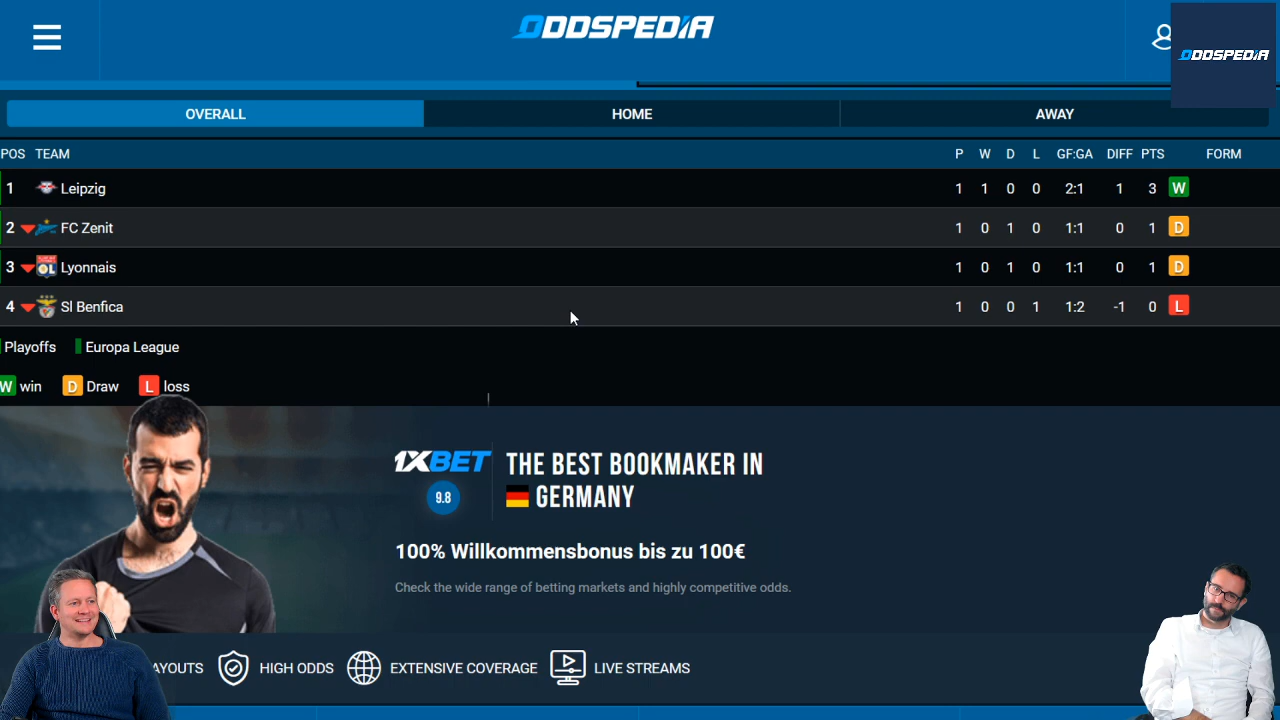 ODDSPEDIA
ODDSPEDIA
OVERALL HOME AWAY
POS TEAM P W D L GF:GA DIFF PTS FORM
1 Leipzig 1 1 0 0 2:1 1 3 W
2 FC Zenit 1 0 1 0 1:1 0 1 D
3 Lyonnais 1 0 1 0 1:1 0 1 D
4 Sl Benfica 1 0 0 1 1:2 -1 0 L
Playoffs Europa League
W win D Draw L loss
1XBET THE BEST BOOKMAKER IN
9.8 GERMANY
100% Willkommensbonus bis zu 100€
Check the wide range of betting markets and highly competitive odds.
AYOUTS HIGH ODDS EXTENSIVE COVERAGE LIVE STREAMS